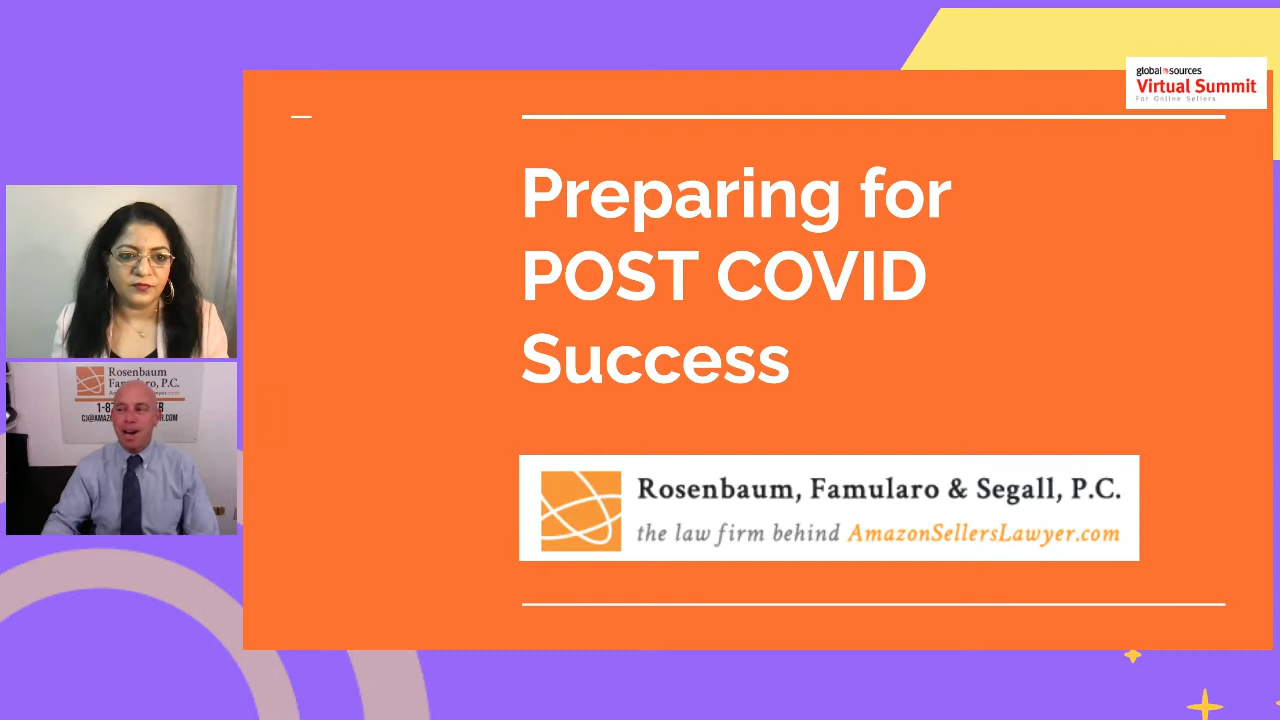 global sources
Virtual Summit
For Online Sellers
Preparing for
POST COVID
Success
Rosenbaum, Famularo & Segall, P.C.
the law firm behind AmazonSellersLawyer.com
Rosenbaum
Famularo, P.C.